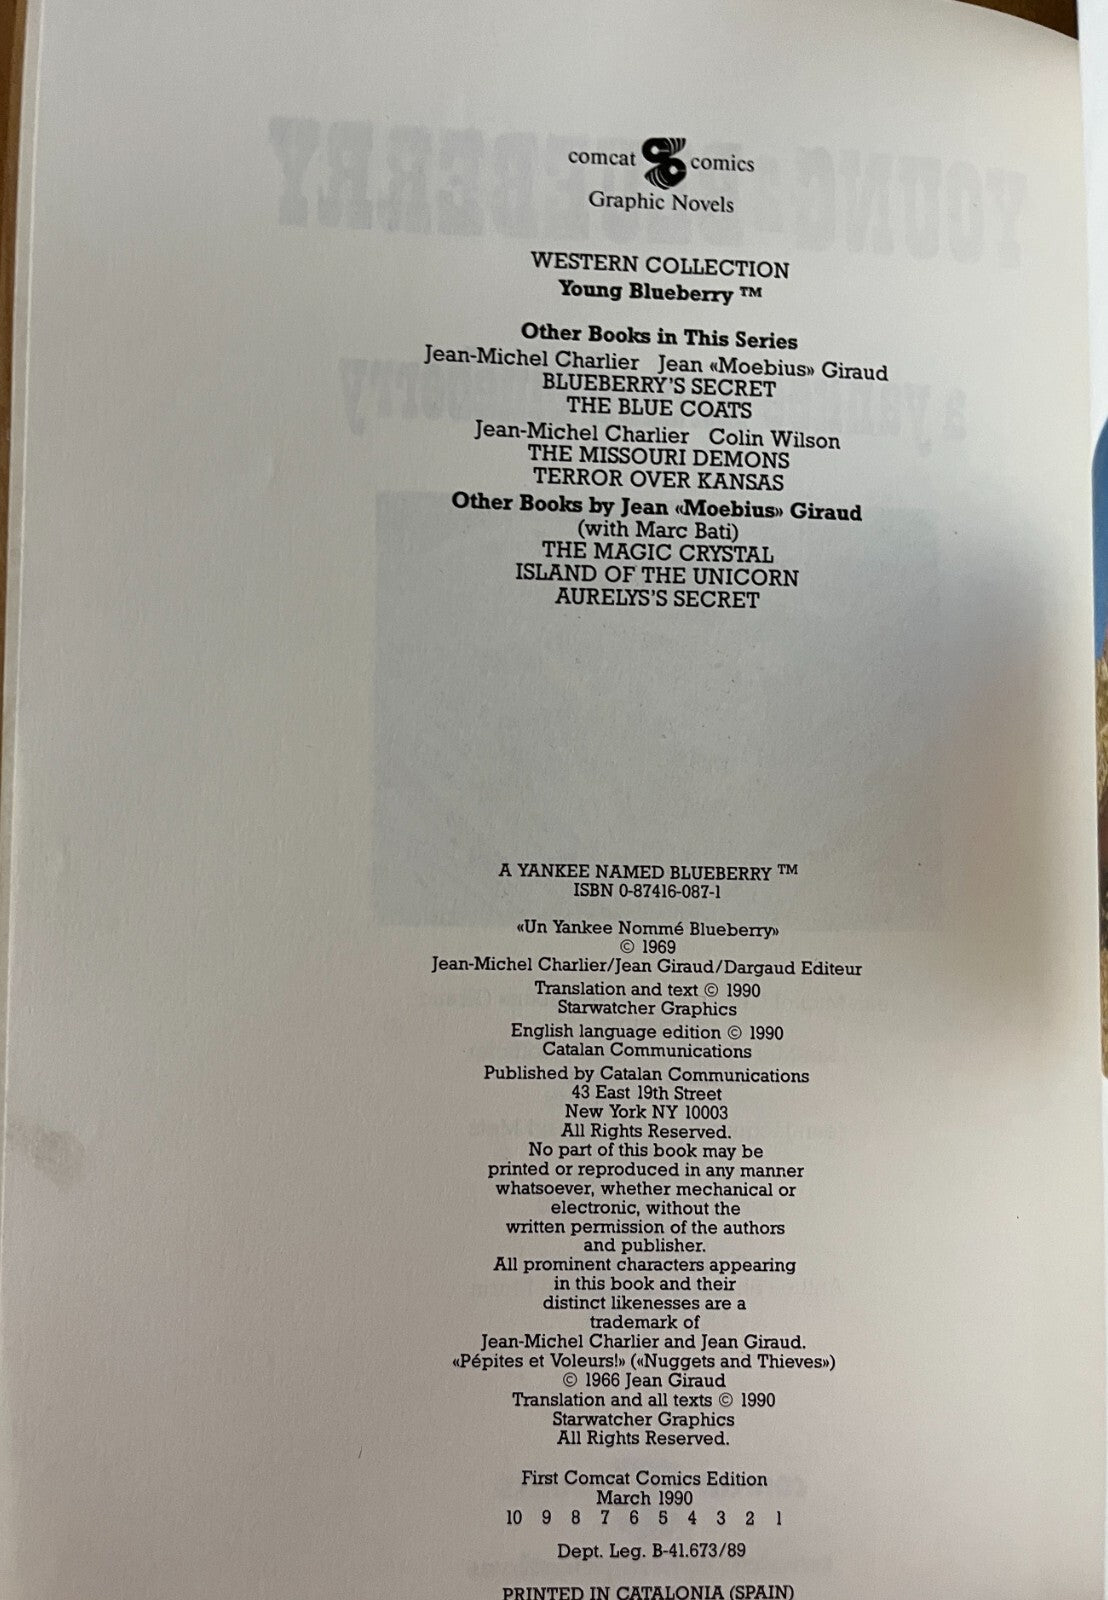 comcat comics
Graphic Novels
WESTERN COLLECTION
Young Blueberry ™
Other Books in This Series
Jean-Michel Charlier Jean «Moebius» Giraud
BLUEBERRY'S SECRET
THE BLUE COATS
Jean-Michel Charlier Colin Wilson
THE MISSOURI DEMONS
TERROR OVER KANSAS
Other Books by Jean «Moebius» Giraud
(with Marc Bati)
THE MAGIC CRYSTAL
ISLAND OF THE UNICORN
AURELYS'S SECRET
A YANKEE NAMED BLUEBERRY ™
ISBN 0-87416-087-1
«Un Yankee Nommé Blueberry»
© 1969
Jean-Michel Charlier/Jean Giraud/Dargaud Editeur
Translation and text © 1990
Starwatcher Graphics
English language edition © 1990
Catalan Communications
Published by Catalan Communications
43 East 19th Street
New York NY 10003
All Rights Reserved.
No part of this book may be
printed or reproduced in any manner
whatsoever, whether mechanical or
electronic, without the
written permission of the authors
and publisher.
All prominent characters appearing
in this book and their
distinct likenesses are a
trademark of
Jean-Michel Charlier and Jean Giraud.
«Pépites et Voleurs!» («Nuggets and Thieves»)
© 1966 Jean Giraud
Translation and all texts © 1990
Starwatcher Graphics
All Rights Reserved.
First Comcat Comics Edition
March 1990
10 9 8 7 6 5 4 3 2 1
Dept. Leg. B-41.673/89
PRINTED IN CATALONIA (SPAIN)